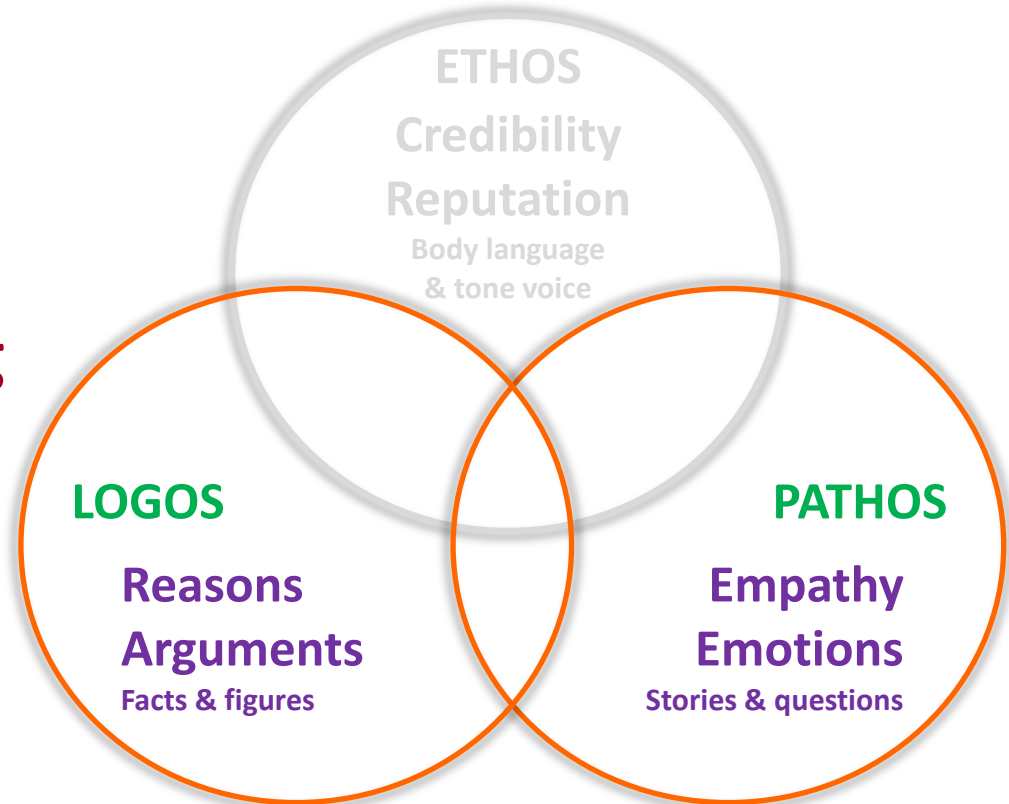 ETHOS
Credibility
Reputation
Body language
& tone voice
LOGOS
Reasons
Arguments
Facts & figures
PATHOS
Empathy
Emotions
Stories & questions